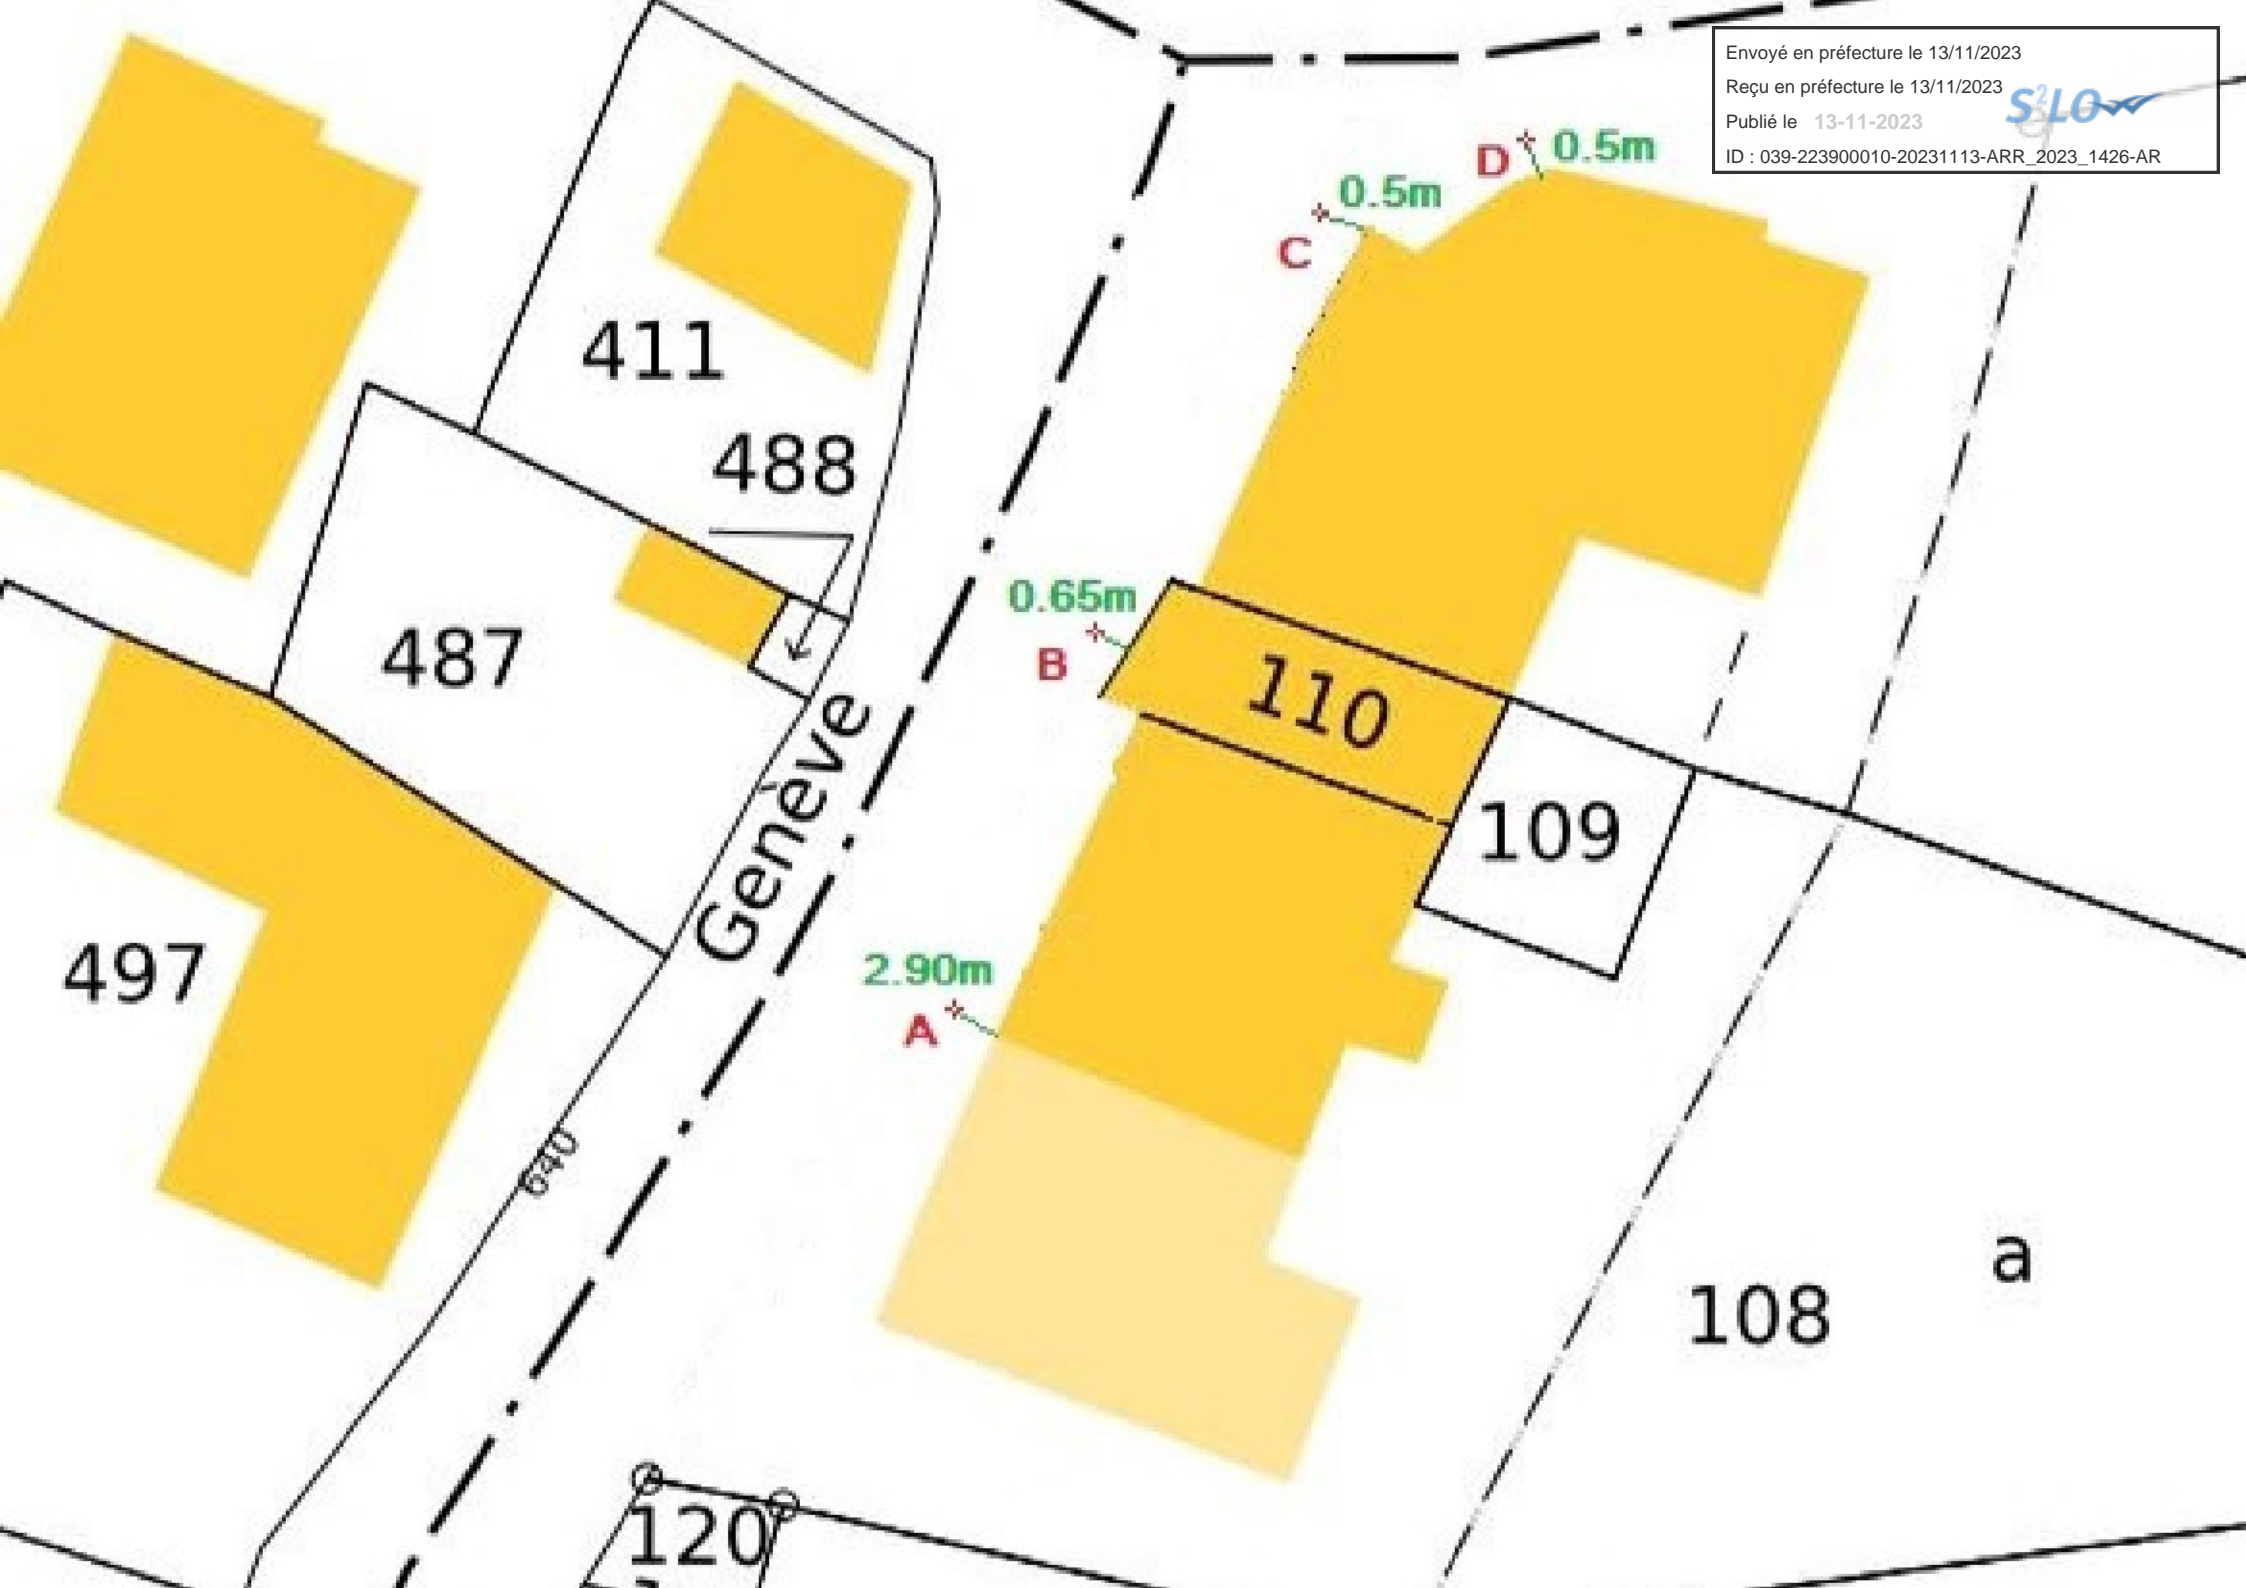 Envoyé en préfecture le 13/11/2023
Reçu en préfecture le 13/11/2023
S²LO
Publié le 13-11-2023
ID : 039-223900010-20231113-ARR_2023_1426-AR
D 0.5m
0.5m
C
411
488
0.65m
B
487
110
Genève
109
497
2.90m
A
640
a
108
120